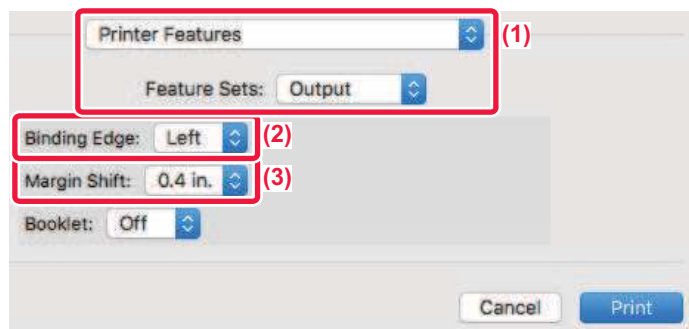 Printer Features (1)
Feature Sets: Output
Binding Edge: Left (2)
Margin Shift: 0.4 in. (3)
Booklet: Off
Cancel Print